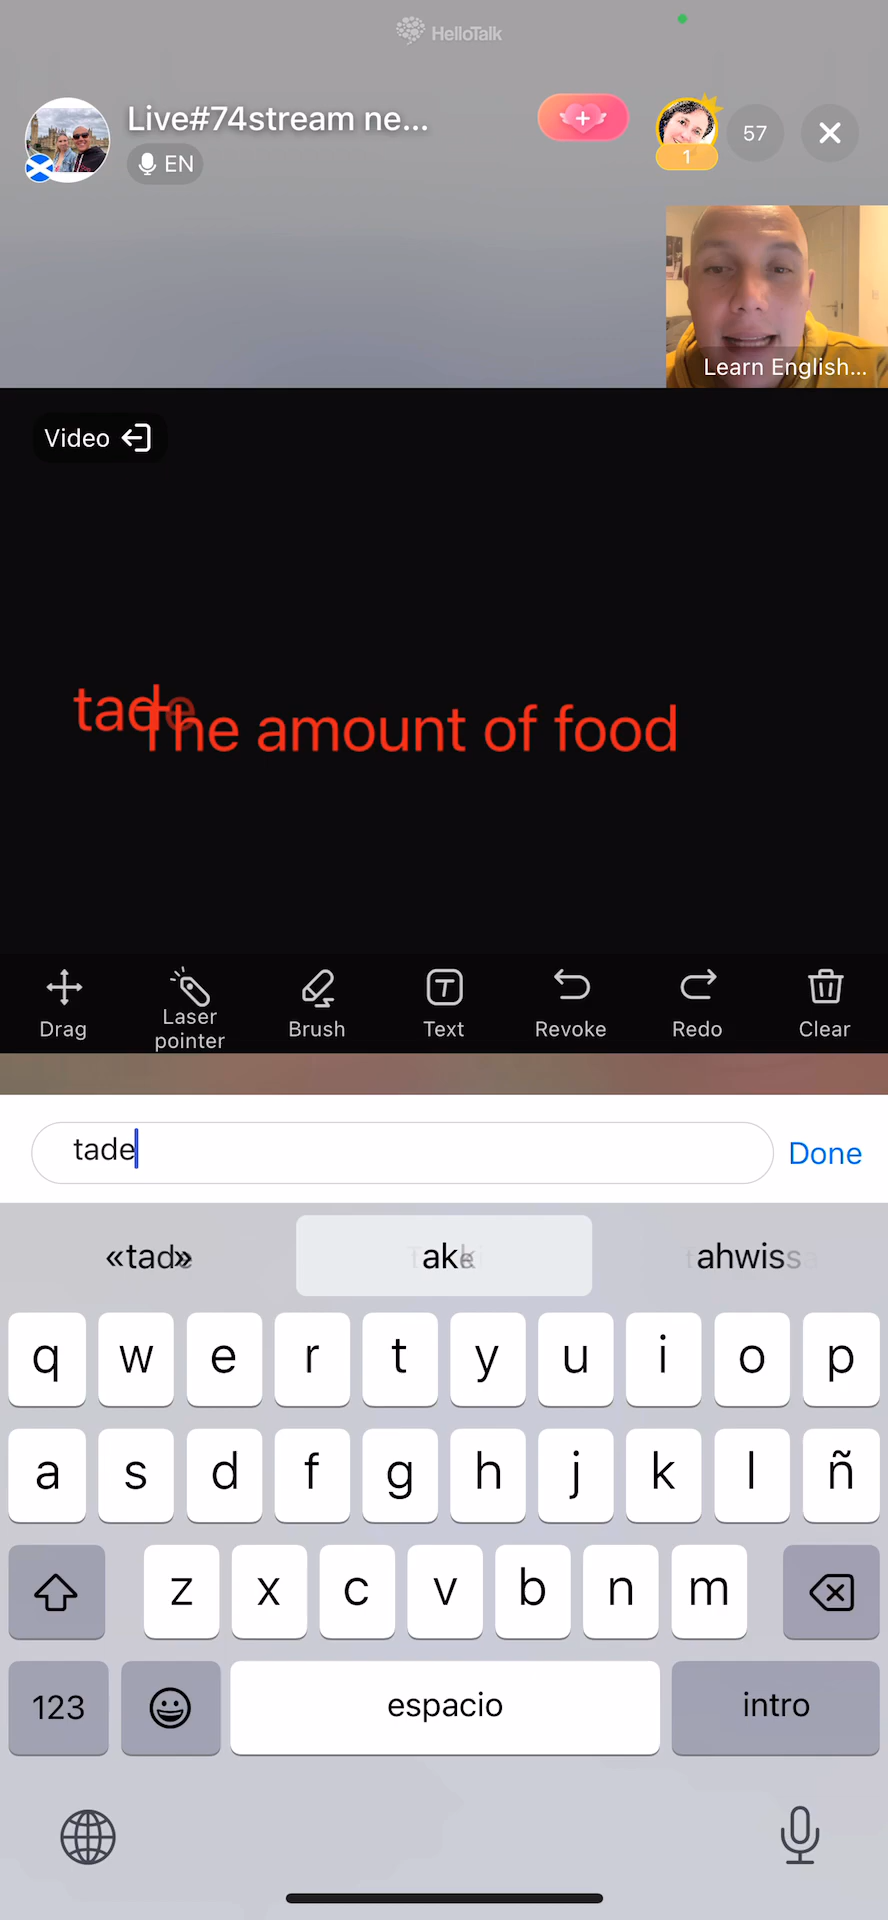 HelloTalk
Live#74stream ne...
EN
1
57
Learn English...
Video
tade
The amount of food
Drag
Laser pointer
Brush
Text
Revoke
Redo
Clear
tade
Done
q w e r t y u i o p
a s d f g h j k l ñ
z x c v b n m
123
espacio
intro